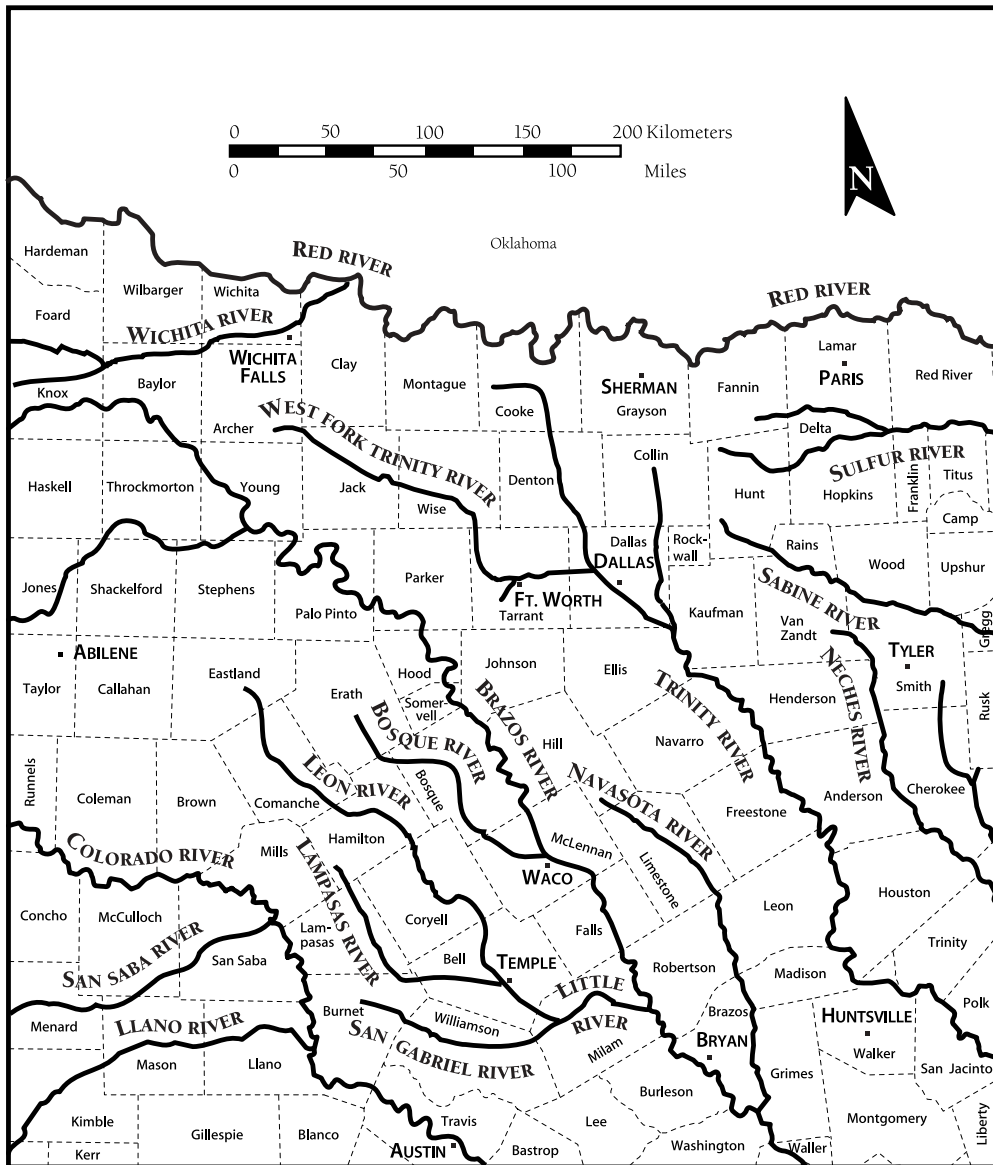 0 50 100 150 200 Kilometers
0 50 100 Miles
N
Oklahoma
Hardeman
RED RIVER
Wilbarger
Wichita
RED RIVER
Foard
WICHITA RIVER
WICHITA
FALLS
Clay
Lamar
PARIS
Red River
Knox
Baylor
Montague
SHERMAN
Grayson
Fannin
Cooke
Archer
WEST FORK TRINITY RIVER
Delta
Collin
SULFUR RIVER
Haskell
Throckmorton
Young
Jack
Wise
Denton
Hunt
Hopkins
Franklin
Titus
Camp
Jones
Shackelford
Stephens
Palo Pinto
Parker
FT. WORTH
Tarrant
Dallas
DALLAS
Rock-
wall
Rains
Wood
Upshur
Kaufman
SABINE RIVER
Van
Zandt
Gregg
ABILENE
Taylor
Callahan
Eastland
Erath
Hood
Somer-
vell
Johnson
Ellis
TRINITY RIVER
Henderson
NECHES RIVER
TYLER
Smith
Rusk
BRAZOS RIVER
BOSQUE RIVER
Bosque
Hill
Navarro
Runnels
Coleman
Brown
Comanche
LEON RIVER
NAVASOTA RIVER
Freestone
Anderson
Cherokee
Hamilton
Mills
COLORADO RIVER
LAMPASAS RIVER
McLennan
WACO
Limestone
Concho
McCulloch
Lam-
pasas
Coryell
Falls
Leon
Houston
Trinity
SAN SABA RIVER
San Saba
Bell
TEMPLE
Robertson
Madison
Polk
Menard
LLANO RIVER
Burnet
Williamson
LITTLE
RIVER
Milam
Brazos
BRYAN
HUNTSVILLE
Walker
San Jacinto
SAN GABRIEL RIVER
Mason
Llano
Burleson
Grimes
Kimble
Kerr
Gillespie
Blanco
Travis
AUSTIN
Bastrop
Lee
Washington
Waller
Montgomery
Liberty